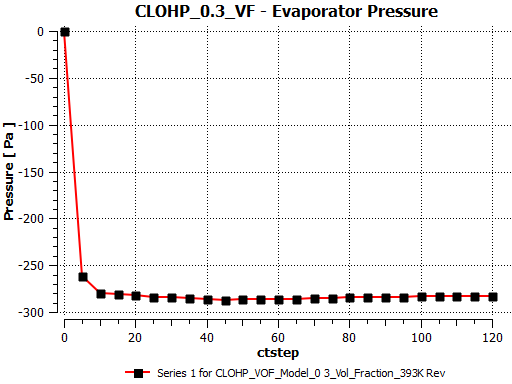 CLOHP_0.3_VF - Evaporator Pressure
0
-50
-100
-150
-200
-250
-300
Pressure [ Pa ]
0 20 40 60 80 100 120
ctstep
Series 1 for CLOHP_VOF_Model_0 3_Vol_Fraction_393K Rev